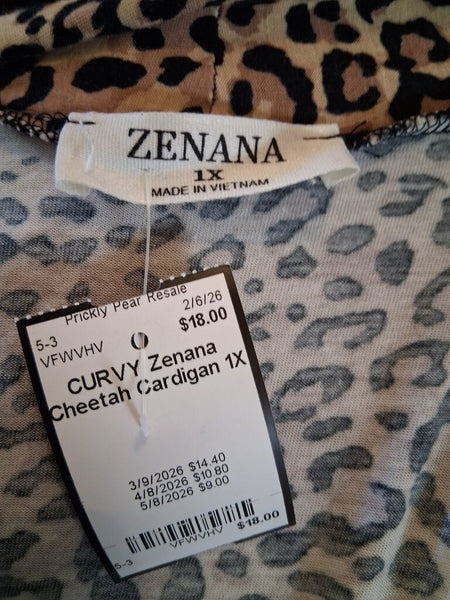 ZENANA
1X
MADE IN VIETNAM
Prickly Pear Resale
5-3 2/6/26
VFWVHV $18.00
CURVY Zenana
Cheetah Cardigan 1X
3/9/2026 $14.40
4/8/2026 $10.80
5/8/2026 $9.00
VFWVHV
5-3 $18.00